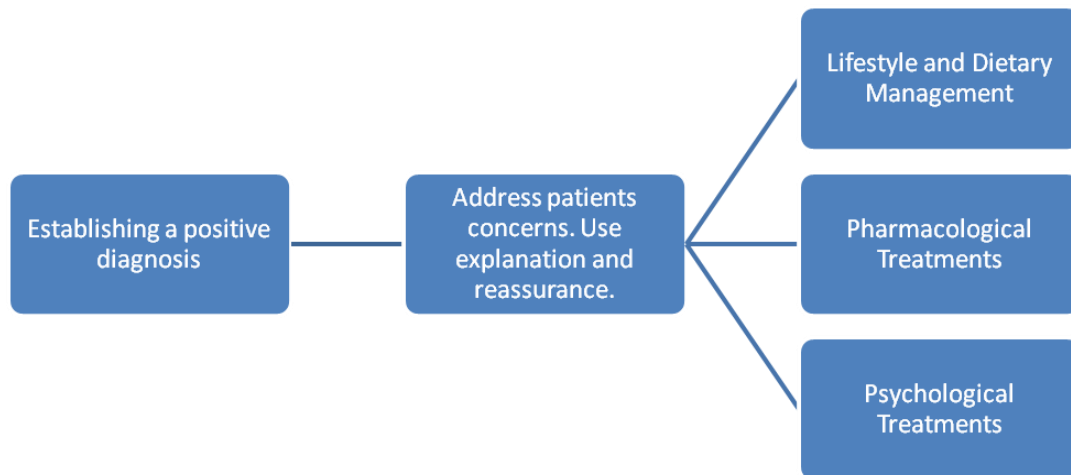 Establishing a positive
diagnosis
Address patients
concerns. Use
explanation and
reassurance.
Lifestyle and Dietary
Management
Pharmacological
Treatments
Psychological
Treatments